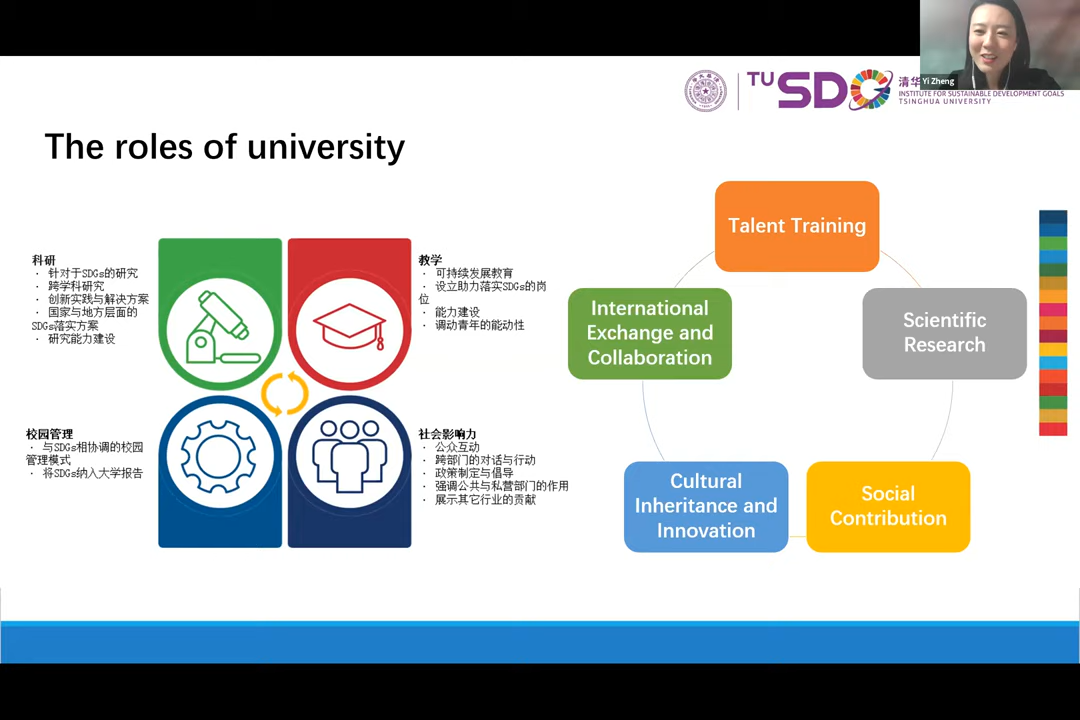 Yi Zheng
TUSDG
清华
INSTITUTE FOR SUSTAINABLE DEVELOPMENT GOALS
TSINGHUA UNIVERSITY
The roles of university
科研
· 针对于SDGs的研究
· 跨学科研究
· 创新实践与解决方案
· 国家与地方层面的
SDGs落实方案
· 研究能力建设
教学
· 可持续发展教育
· 设立助力落实SDGs的岗
位
· 能力建设
· 调动青年的能动性
校园管理
· 与SDGs相协调的校园
管理模式
· 将SDGs纳入大学报告
社会影响力
· 公众互动
· 跨部门的对话与行动
· 政策制定与倡导
· 强调公共与私营部门的作用
· 展示其它行业的贡献
Talent Training
International
Exchange and
Collaboration
Scientific
Research
Cultural
Inheritance and
Innovation
Social
Contribution